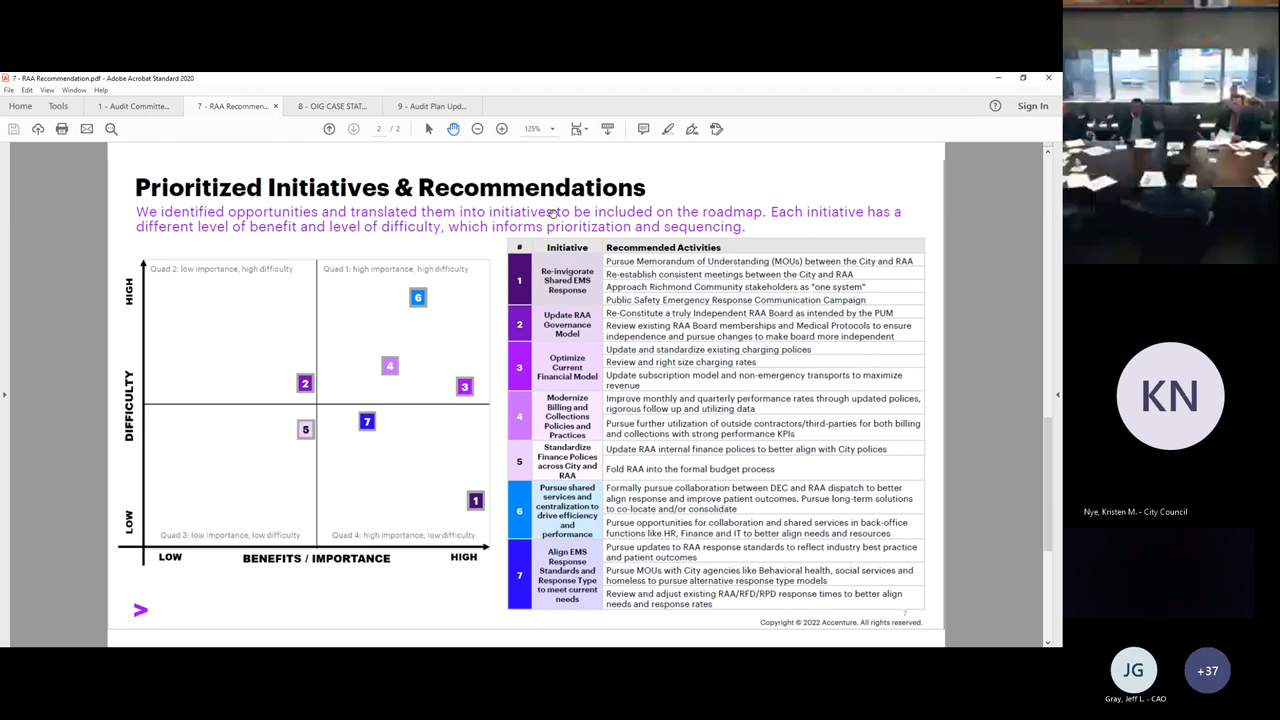 7 - RAA Recommendation.pdf - Adobe Acrobat Standard 2020
File Edit View Window Help
Home Tools 1 - Audit Committe... 7 - RAA Recommen... × 8 - OIG CASE STAT... 9 - Audit Plan Upd... Sign In
2 / 2 125%
Prioritized Initiatives & Recommendations
We identified opportunities and translated them into initiatives to be included on the roadmap. Each initiative has a
different level of benefit and level of difficulty, which informs prioritization and sequencing.
HIGH
DIFFICULTY
LOW
Quad 2: low importance, high difficulty
Quad 1: high importance, high difficulty
6
4
2
3
7
5
1
Quad 3: low importance, low difficulty
Quad 4: high importance, low difficulty
LOW BENEFITS / IMPORTANCE HIGH
>
# Initiative Recommended Activities
1
Re-invigorate
Shared EMS
Response
Pursue Memorandum of Understanding (MOUs) between the City and RAA
Re-establish consistent meetings between the City and RAA
Approach Richmond Community stakeholders as "one system"
Public Safety Emergency Response Communication Campaign
2
Update RAA
Governance
Model
Re-Constitute a truly Independent RAA Board as intended by the PUM
Review existing RAA Board memberships and Medical Protocols to ensure
independence and pursue changes to make board more independent
3
Optimize
Current
Financial Model
Update and standardize existing charging polices
Review and right size charging rates
Update subscription model and non-emergency transports to maximize
revenue
4
Modernize
Billing and
Collections
Policies and
Practices
Improve monthly and quarterly performance rates through updated polices,
rigorous follow up and utilizing data
Pursue further utilization of outside contractors/third-parties for both billing
and collections with strong performance KPIs
5
Standardize
Finance Polices
across City and
RAA
Update RAA internal finance polices to better align with City polices
Fold RAA into the formal budget process
6
Pursue shared
services and
centralization to
drive efficiency
and
performance
Formally pursue collaboration between DEC and RAA dispatch to better
align response and improve patient outcomes. Pursue long-term solutions
to co-locate and/or consolidate
Pursue opportunities for collaboration and shared services in back-office
functions like HR, Finance and IT to better align needs and resources
7
Align EMS
Response
Standards and
Response Type
to meet current
needs
Pursue updates to RAA response standards to reflect industry best practice
and patient outcomes
Pursue MOUs with City agencies like Behavioral health, social services and
homeless to pursue alternative response type models
Review and adjust existing RAA/RFD/RPD response times to better align
needs and response rates
7
Copyright © 2022 Accenture. All rights reserved.
KN
Nye, Kristen M. - City Council
JG
+37
Gray, Jeff L. - CAO